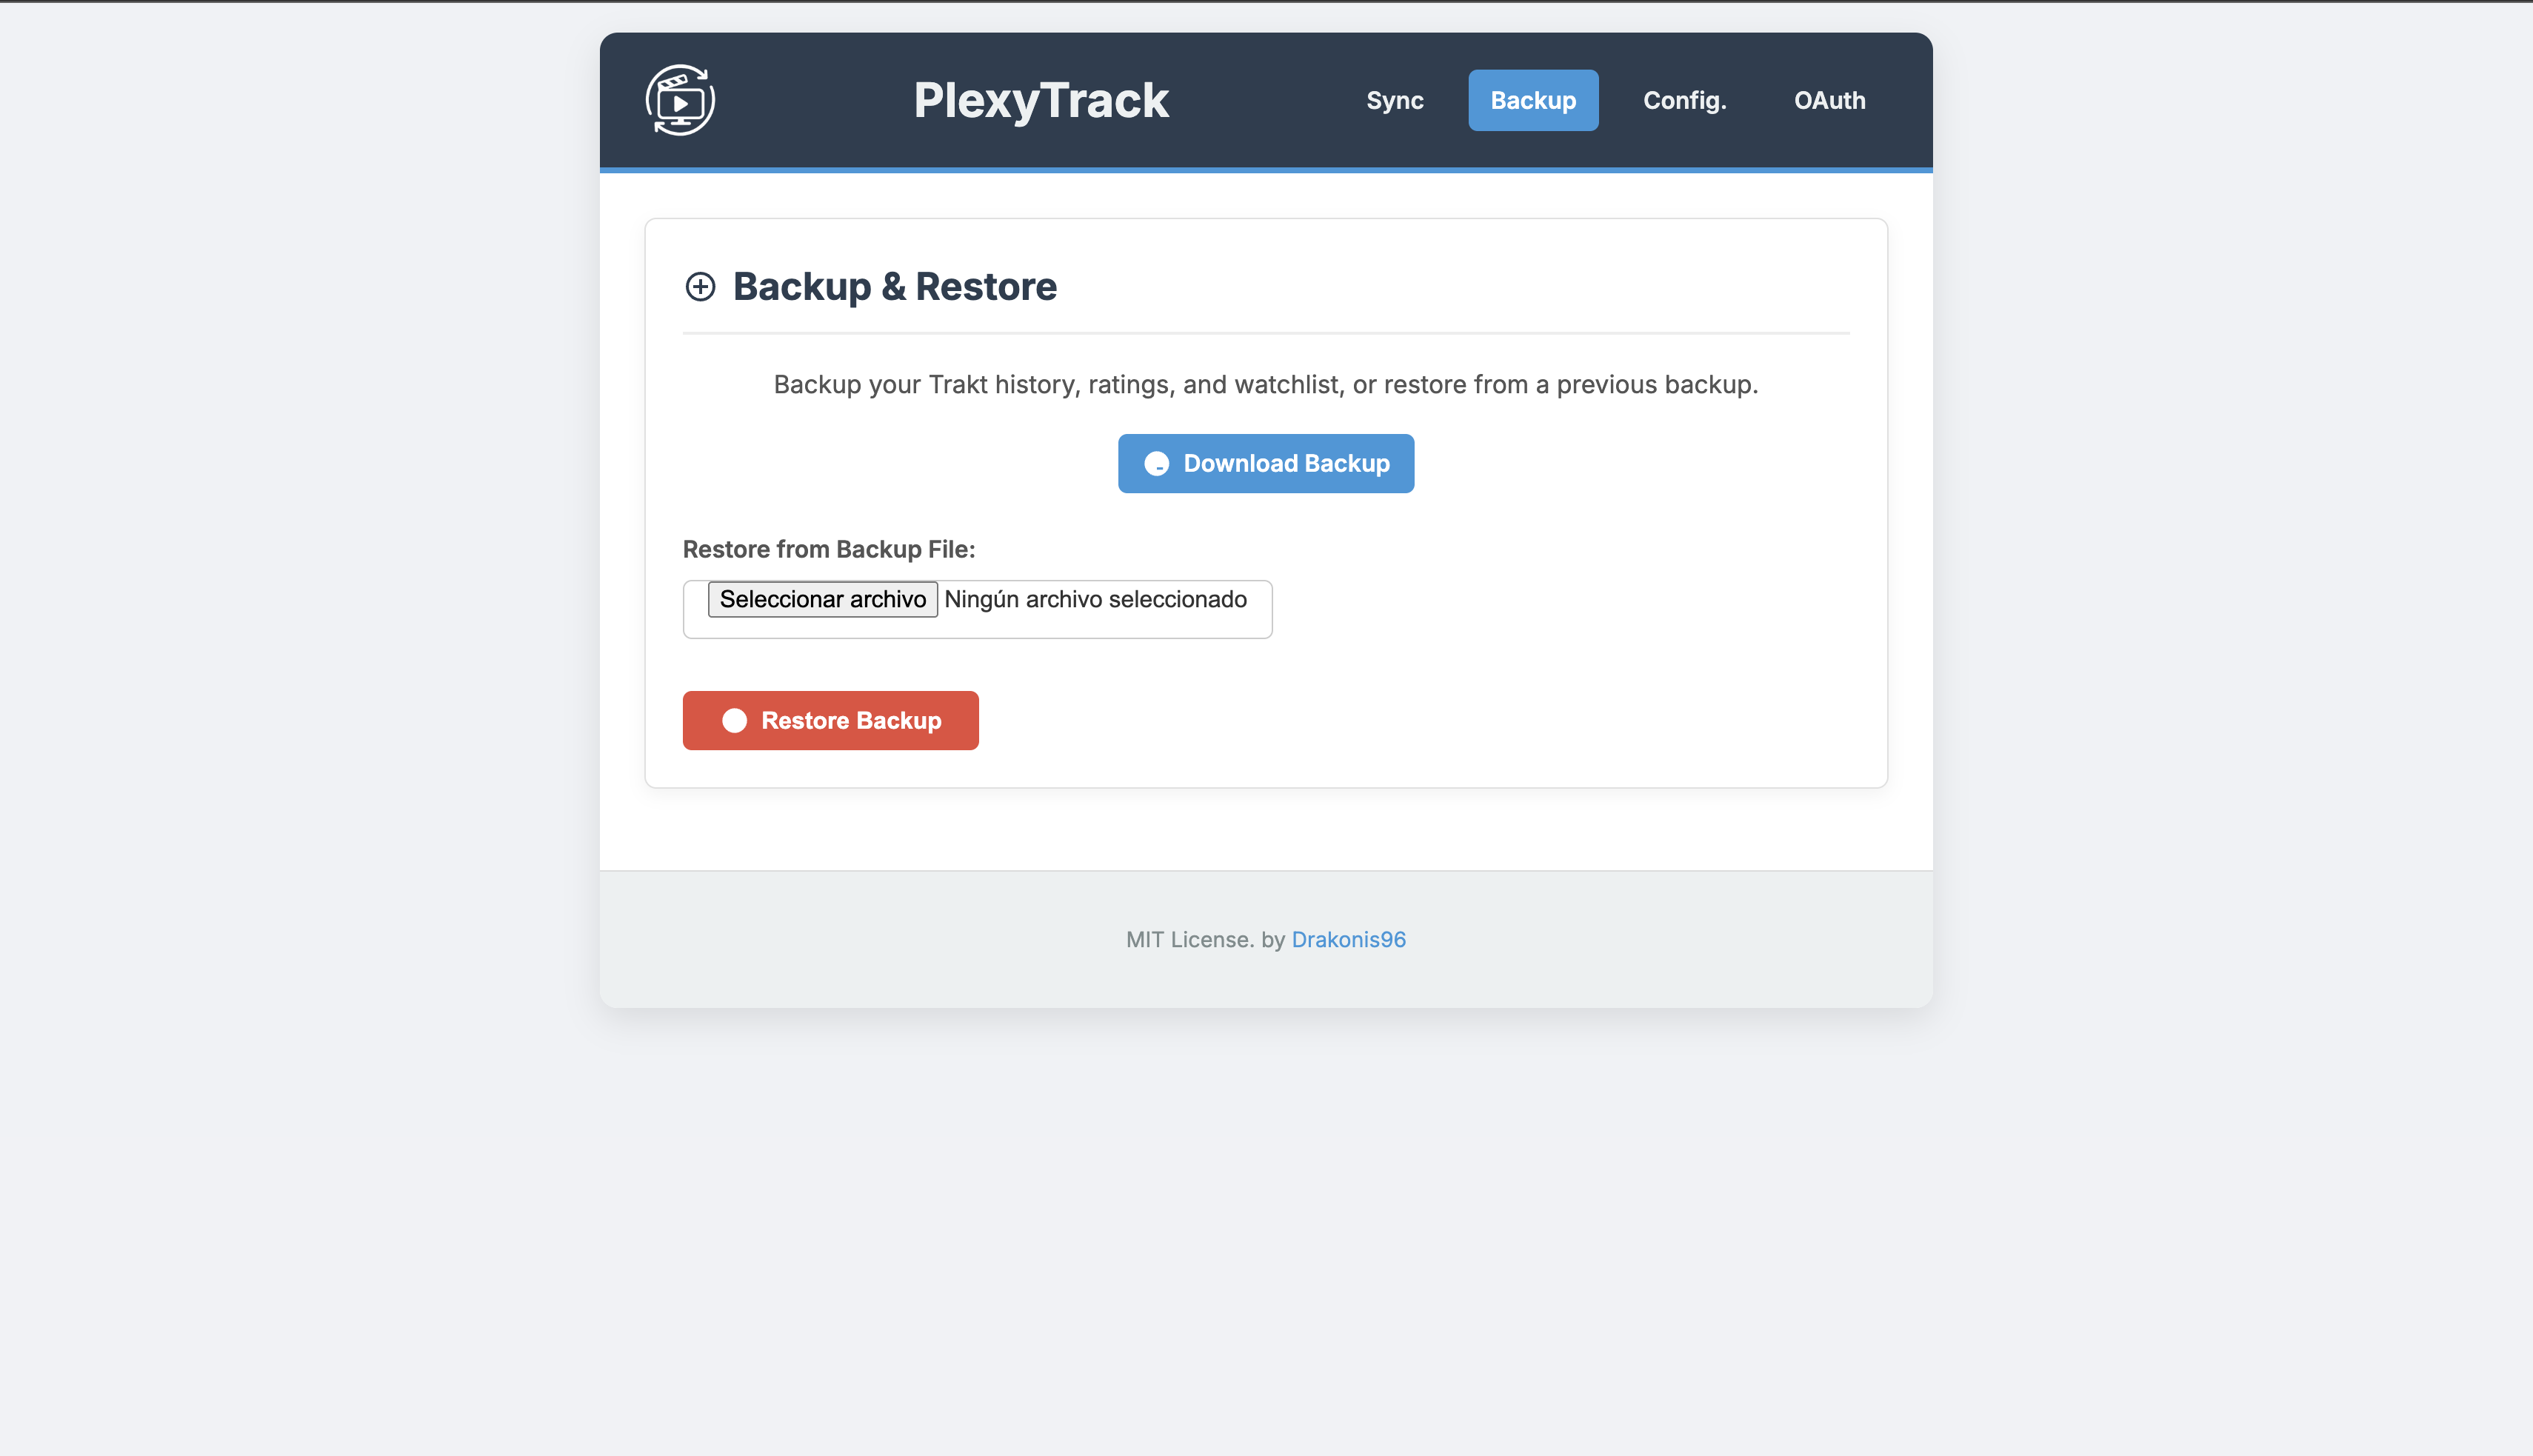 PlexyTrack
Sync
Backup
Config.
OAuth
Backup & Restore
Backup your Trakt history, ratings, and watchlist, or restore from a previous backup.
Download Backup
Restore from Backup File:
Seleccionar archivo Ningún archivo seleccionado
Restore Backup
MIT License. by Drakonis96